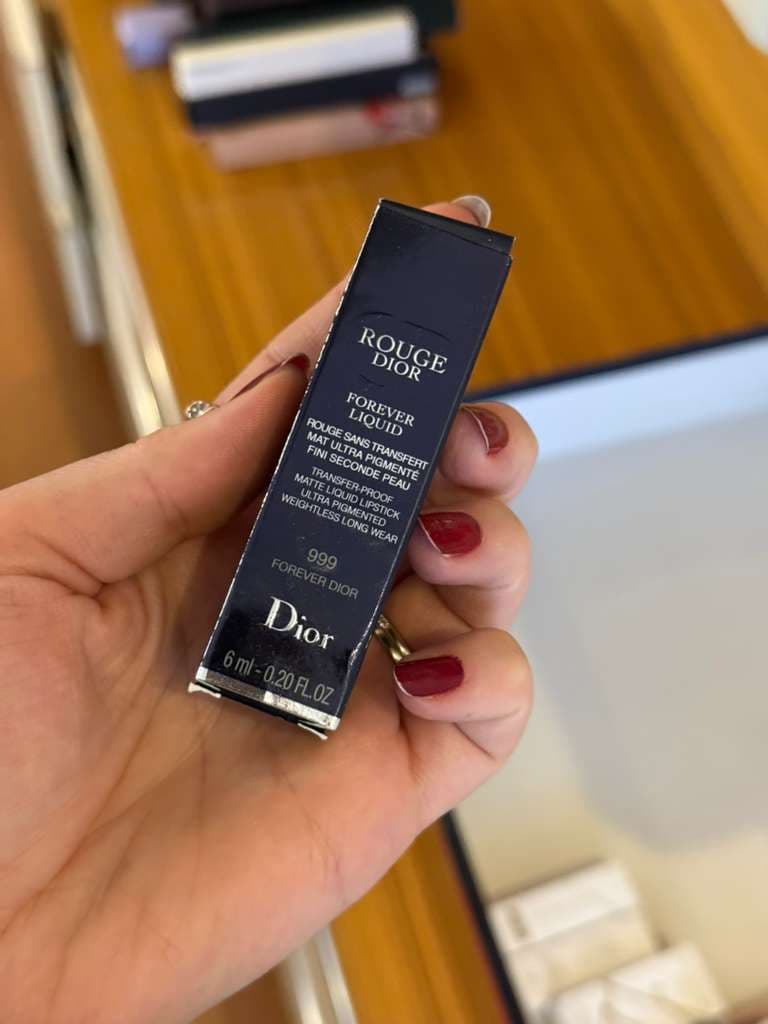 ROUGE
DIOR
FOREVER
LIQUID
ROUGE SANS TRANSFERT
MAT ULTRA PIGMENTÉ
FINI SECONDE PEAU
TRANSFER-PROOF
MATTE LIQUID LIPSTICK
ULTRA PIGMENTED
WEIGHTLESS LONG WEAR
999
FOREVER DIOR
Dior
6 ml - 0.20 FL.OZ